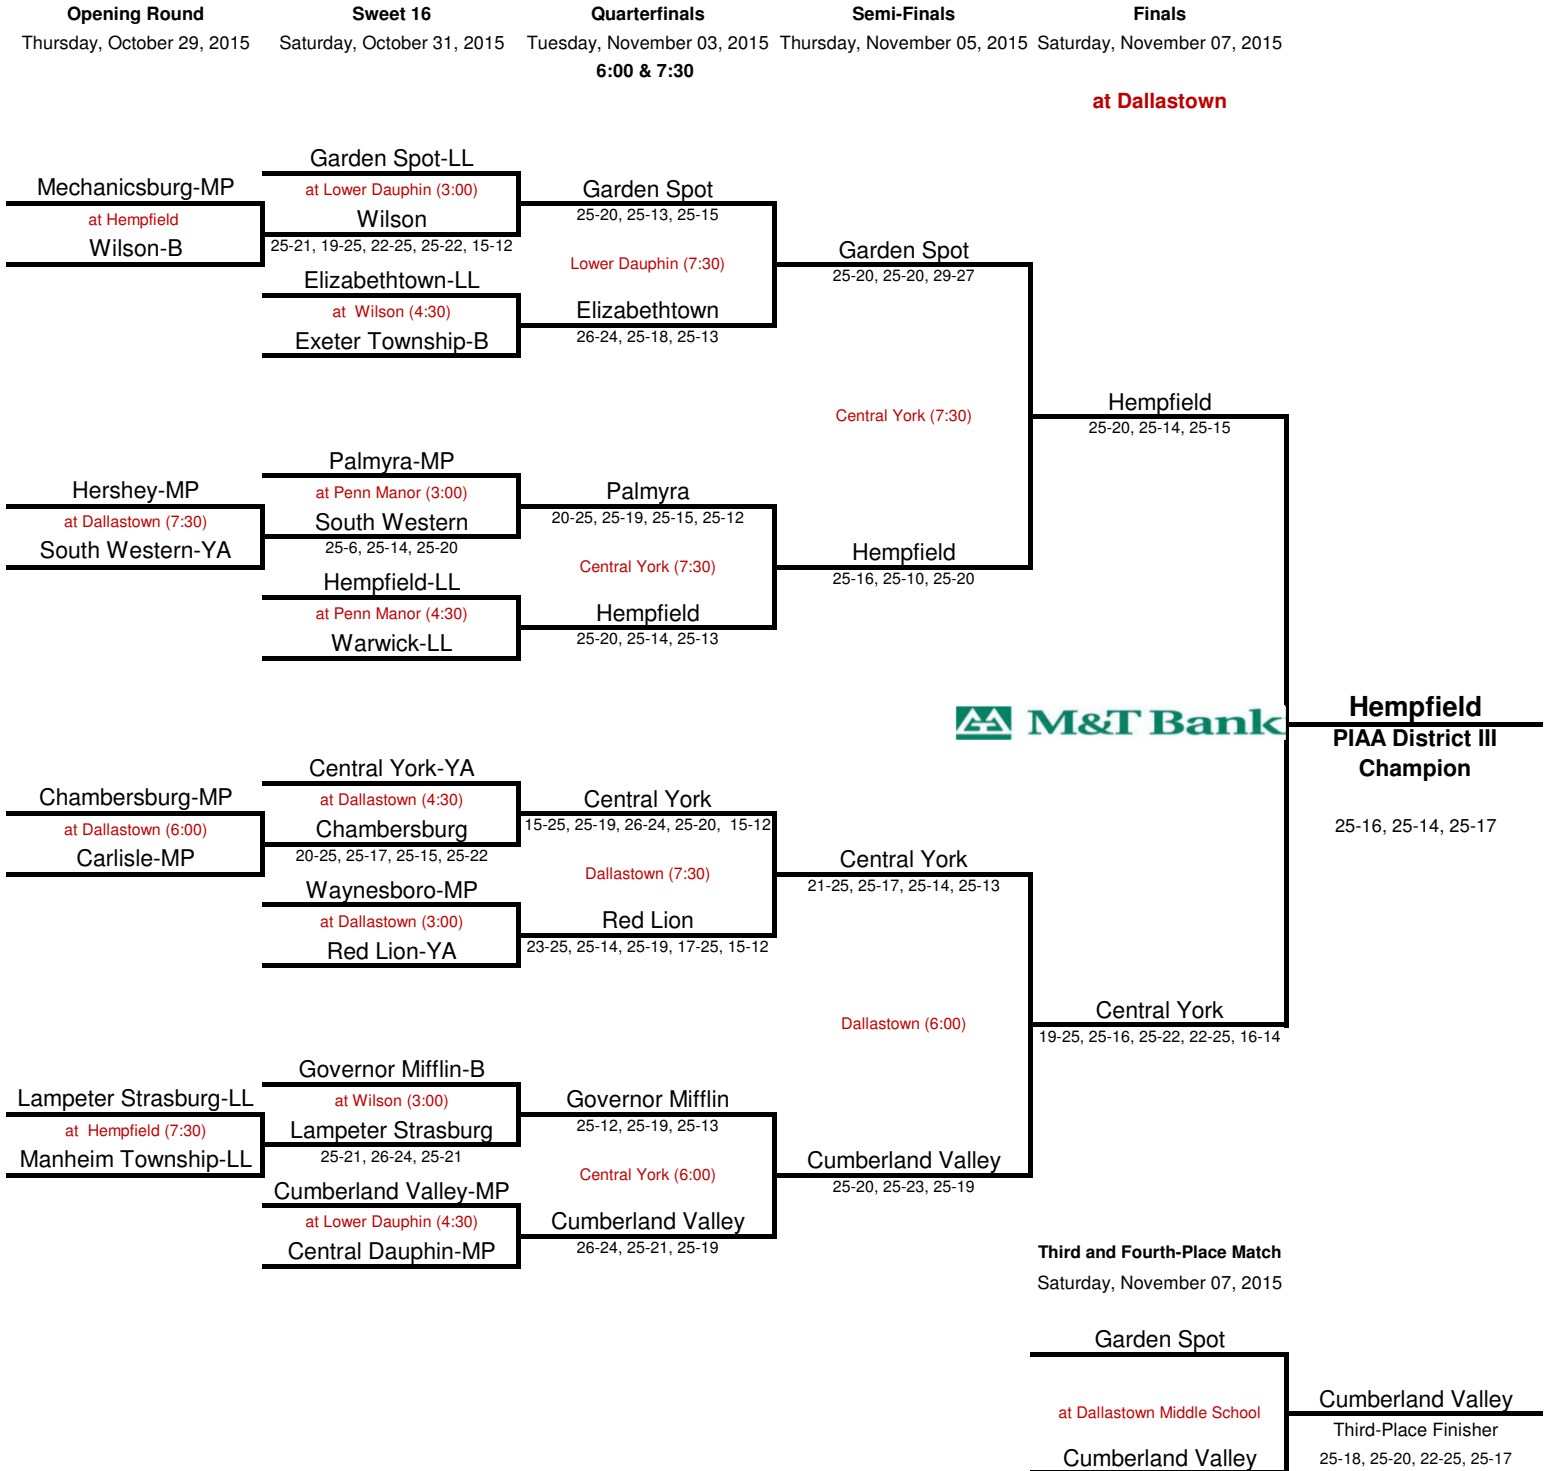 Opening Round
Thursday, October 29, 2015
Sweet 16
Saturday, October 31, 2015
Quarterfinals
Tuesday, November 03, 2015
6:00 & 7:30
Semi-Finals
Thursday, November 05, 2015
Finals
Saturday, November 07, 2015
at Dallastown
Mechanicsburg-MP
at Hempfield
Wilson-B
Hershey-MP
at Dallastown (7:30)
South Western-YA
Chambersburg-MP
at Dallastown (6:00)
Carlisle-MP
Lampeter Strasburg-LL
at Hempfield (7:30)
Manheim Township-LL
Garden Spot-LL
at Lower Dauphin (3:00)
Wilson
25-21, 19-25, 22-25, 25-22, 15-12
Elizabethtown-LL
at Wilson (4:30)
Exeter Township-B
Palmyra-MP
at Penn Manor (3:00)
South Western
25-6, 25-14, 25-20
Hempfield-LL
at Penn Manor (4:30)
Warwick-LL
Central York-YA
at Dallastown (4:30)
Chambersburg
20-25, 25-17, 25-15, 25-22
Waynesboro-MP
at Dallastown (3:00)
Red Lion-YA
Governor Mifflin-B
at Wilson (3:00)
Lampeter Strasburg
25-21, 26-24, 25-21
Cumberland Valley-MP
at Lower Dauphin (4:30)
Central Dauphin-MP
Garden Spot
25-20, 25-13, 25-15
Lower Dauphin (7:30)
Elizabethtown
26-24, 25-18, 25-13
Palmyra
20-25, 25-19, 25-15, 25-12
Central York (7:30)
Hempfield
25-20, 25-14, 25-13
Central York
15-25, 25-19, 26-24, 25-20, 15-12
Dallastown (7:30)
Red Lion
23-25, 25-14, 25-19, 17-25, 15-12
Governor Mifflin
25-12, 25-19, 25-13
Central York (6:00)
Cumberland Valley
26-24, 25-21, 25-19
Garden Spot
25-20, 25-20, 29-27
Central York (7:30)
Hempfield
25-16, 25-10, 25-20
Central York
21-25, 25-17, 25-14, 25-13
Dallastown (6:00)
Cumberland Valley
25-20, 25-23, 25-19
Hempfield
25-20, 25-14, 25-15
M&T Bank
Central York
19-25, 25-16, 25-22, 22-25, 16-14
Hempfield
PIAA District III
Champion
25-16, 25-14, 25-17
Third and Fourth-Place Match
Saturday, November 07, 2015
Garden Spot
at Dallastown Middle School
Cumberland Valley
Cumberland Valley
Third-Place Finisher
25-18, 25-20, 22-25, 25-17